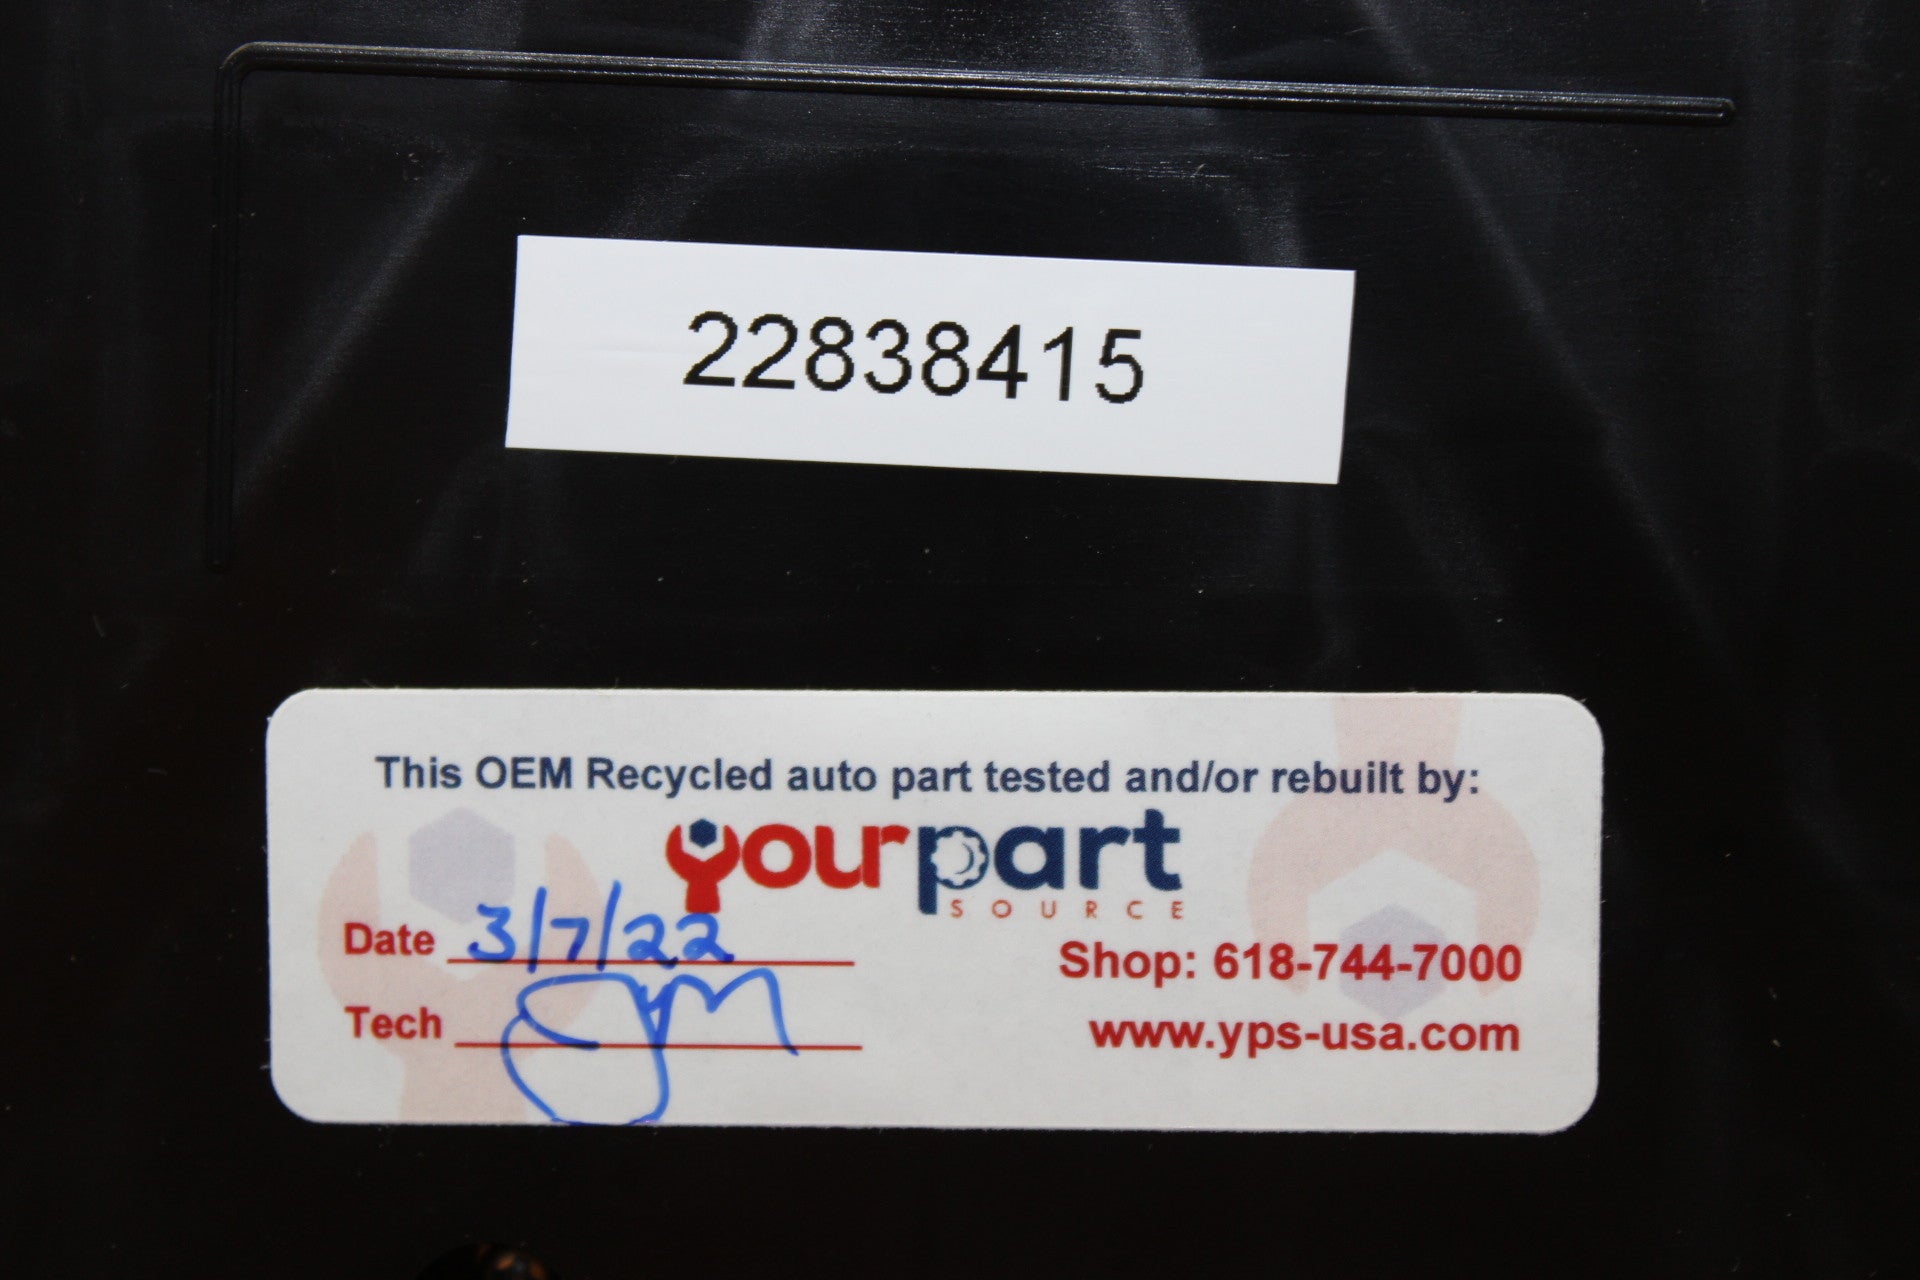 22838415
This OEM Recycled auto part tested and/or rebuilt by:
yourpart
SOURCE
Date 3/7/22
Shop: 618-744-7000
Tech
www.yps-usa.com